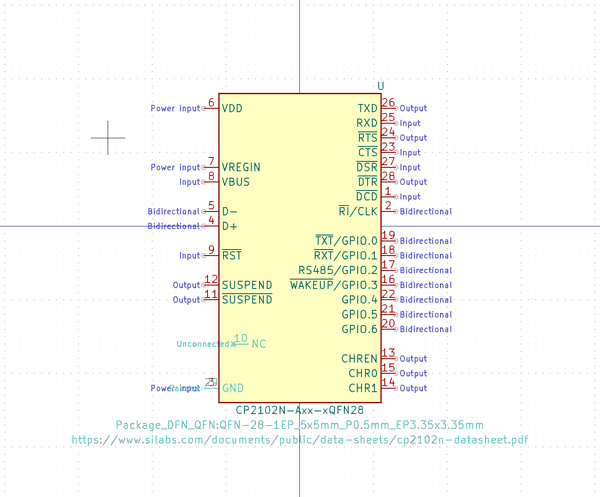 U
Power input 6 VDD TXD 26 Output
RXD 25 Input
RTS 24 Output
CTS 23 Input
Power input 7 VREGIN DSR 27 Input
Input 8 VBUS DTR 28 Output
DCD 1 Input
Bidirectional 5 D- RI/CLK 2 Bidirectional
Bidirectional 4 D+
TXT/GPIO.0 19 Bidirectional
Input 9 RST RXT/GPIO.1 18 Bidirectional
RS485/GPIO.2 17 Bidirectional
Output 12 SUSPEND WAKEUP/GPIO.3 16 Bidirectional
Output 11 SUSPEND GPIO.4 22 Bidirectional
GPIO.5 21 Bidirectional
GPIO.6 20 Bidirectional
Unconnected 10 NC
CHREN 13 Output
CHR0 15 Output
Power input 3 GND CHR1 14 Output
CP2102N-Axx-xQFN28
Package_DFN_QFN:QFN-28-1EP_5x5mm_P0.5mm_EP3.35x3.35mm
https://www.silabs.com/documents/public/data-sheets/cp2102n-datasheet.pdf